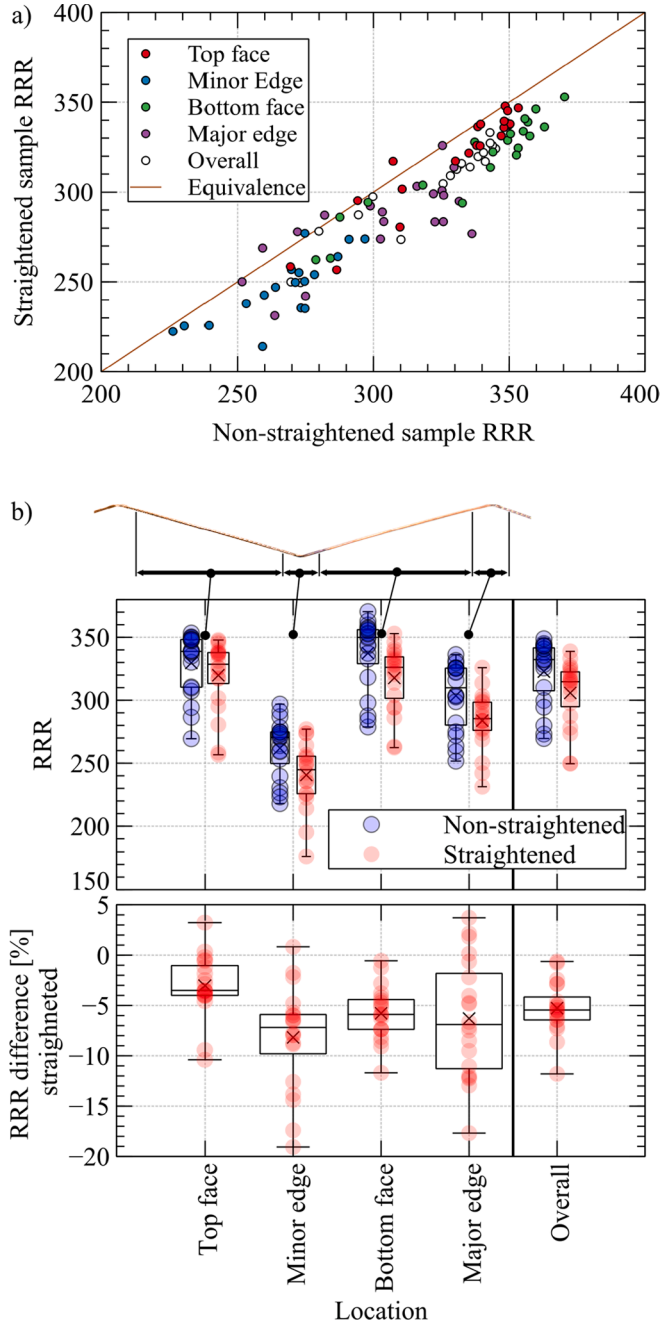 a)
400
350
300
250
200
Straightened sample RRR
Top face
Minor Edge
Bottom face
Major edge
Overall
Equivalence
200 250 300 350 400
Non-straightened sample RRR
b)
350
300
250
200
150
RRR
Non-straightened
Straightened
5
0
−5
−10
−15
−20
RRR difference [%]
straighneted
Top face
Minor edge
Bottom face
Major edge
Overall
Location